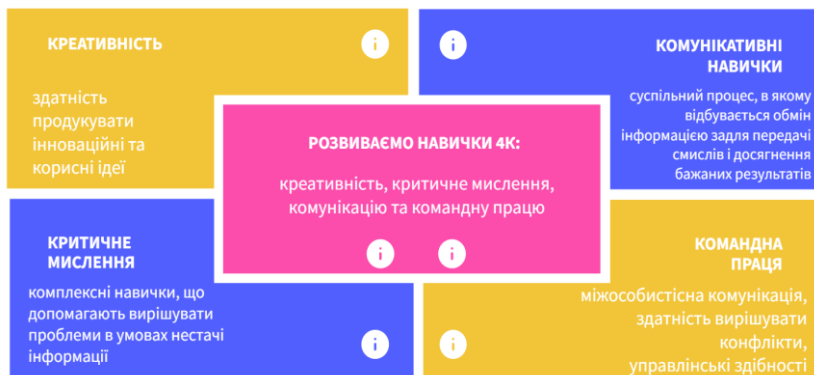 КРЕАТИВНІСТЬ
здатність
продукувати
інноваційні та
корисні ідеї
КОМУНІКАТИВНІ
НАВИЧКИ
суспільний процес, в якому
відбувається обмін
інформацією задля передачі
смислів і досягнення
бажаних результатів
РОЗВИВАЄМО НАВИЧКИ 4К:
креативність, критичне мислення,
комунікацію та командну працю
КРИТИЧНЕ
МИСЛЕННЯ
комплексні навички, що
допомагають вирішувати
проблеми в умовах нестачі
інформації
КОМАНДНА
ПРАЦЯ
міжособистісна комунікація,
здатність вирішувати
конфлікти,
управлінські здібності